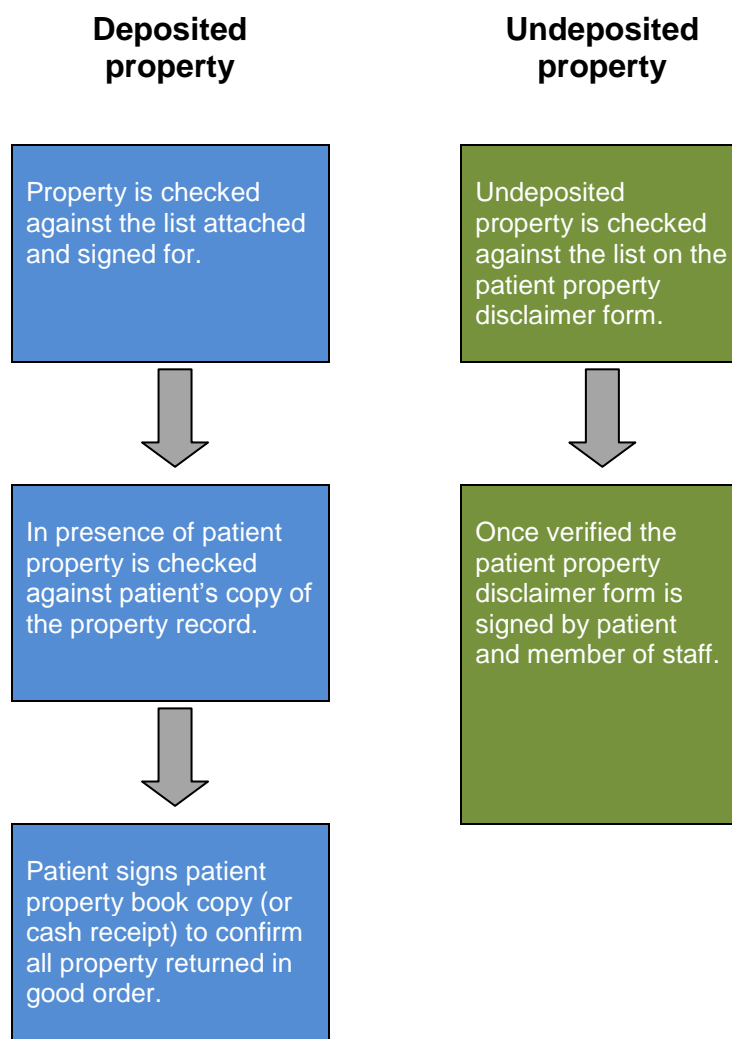 Deposited
property
Property is checked
against the list attached
and signed for.
In presence of patient
property is checked
against patient’s copy of
the property record.
Patient signs patient
property book copy (or
cash receipt) to confirm
all property returned in
good order.
Undeposited
property
Undeposited
property is checked
against the list on the
patient property
disclaimer form.
Once verified the
patient property
disclaimer form is
signed by patient
and member of staff.